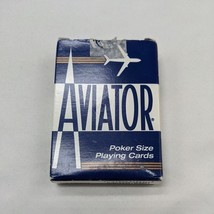 AVIATOR
Poker Size
Playing Cards